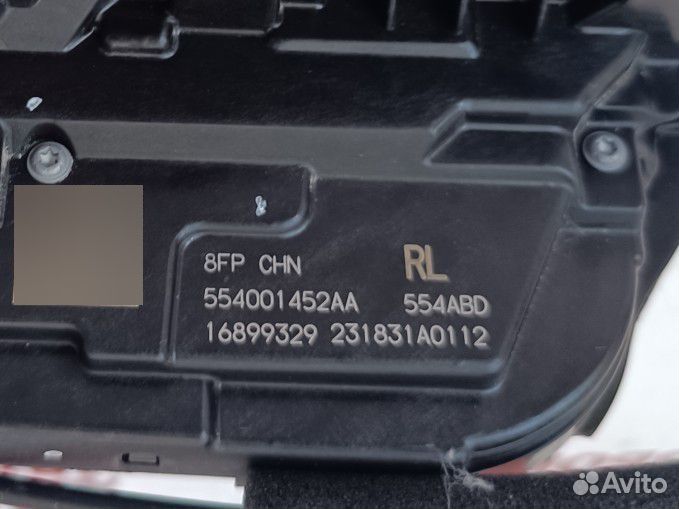 8FP CHN RL
554001452AA 554ABD
16899329 231831A0112
Avito